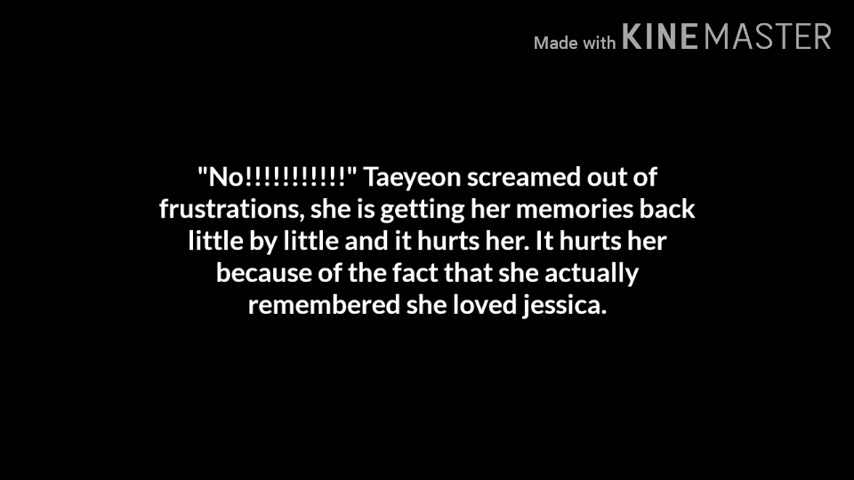 Made with KINEMASTER
"No!!!!!!!!!!!" Taeyeon screamed out of
frustrations, she is getting her memories back
little by little and it hurts her. It hurts her
because of the fact that she actually
remembered she loved jessica.